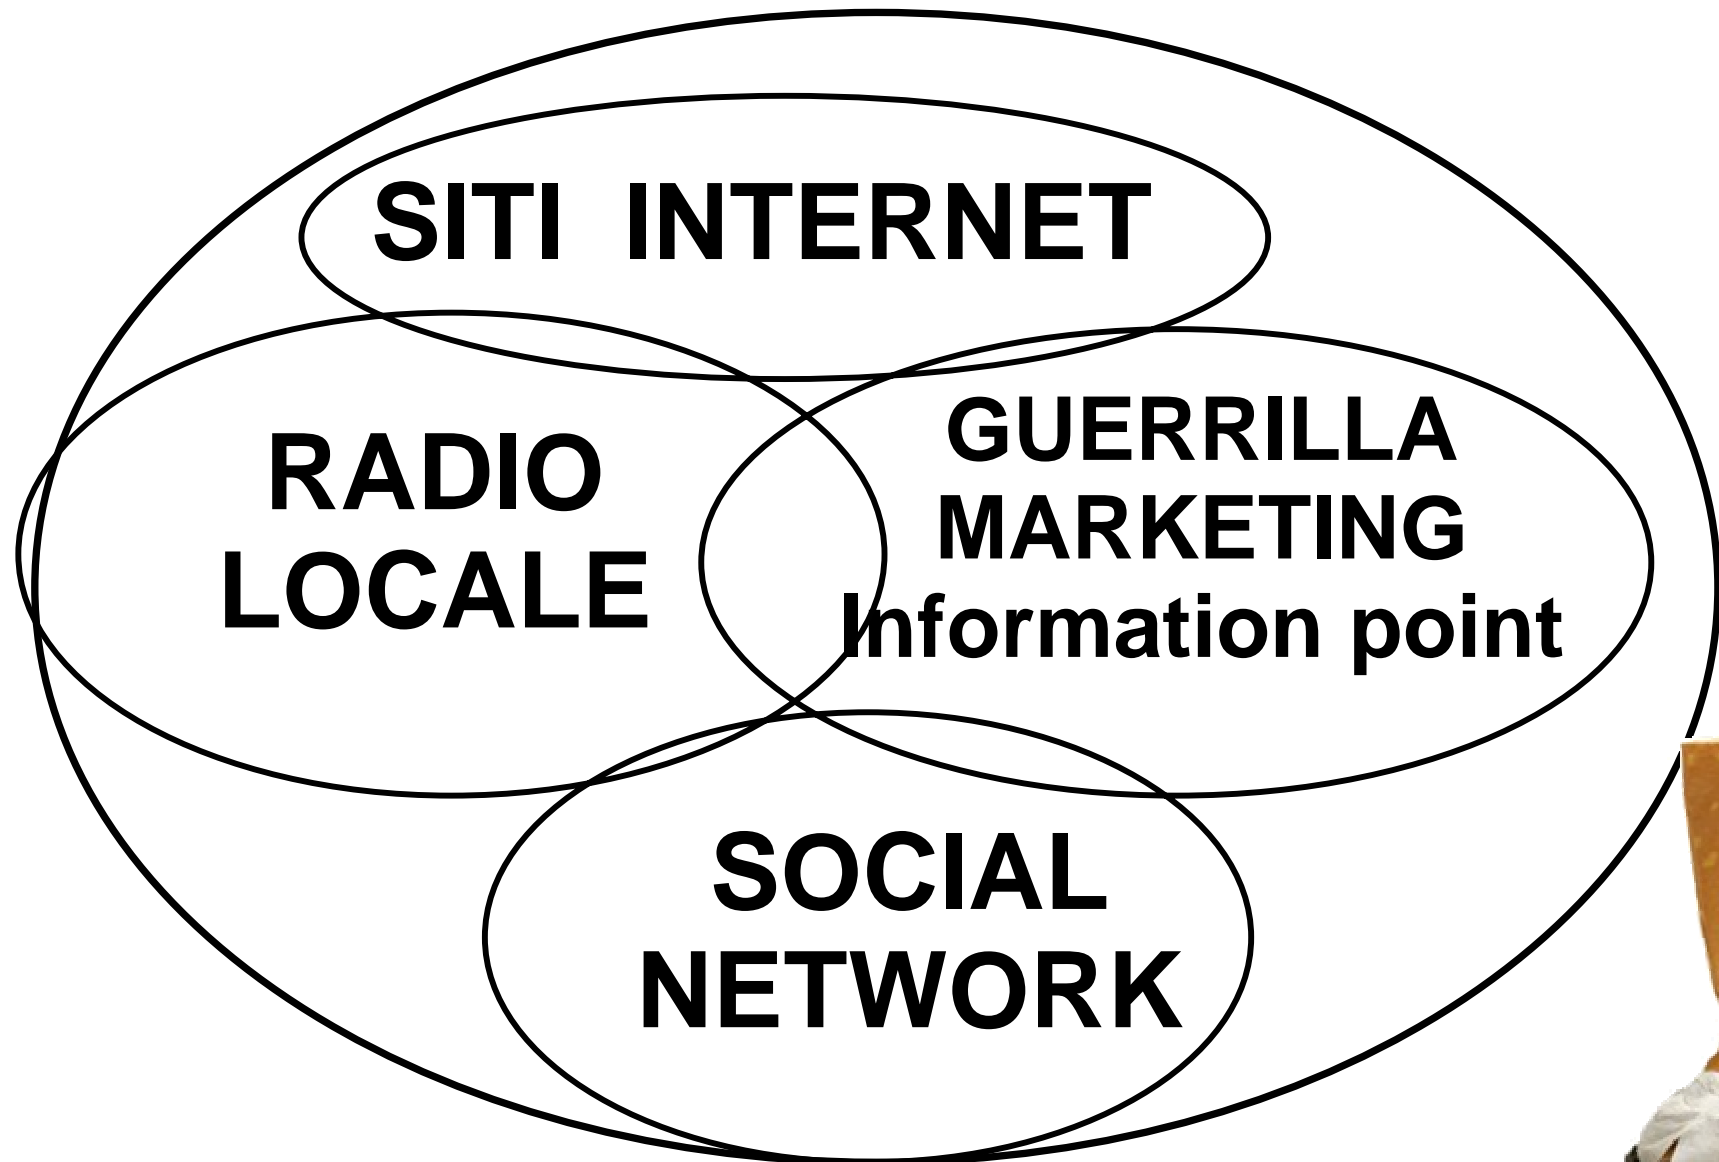 SITI INTERNET
RADIO
LOCALE
GUERRILLA
MARKETING
Information point
SOCIAL
NETWORK